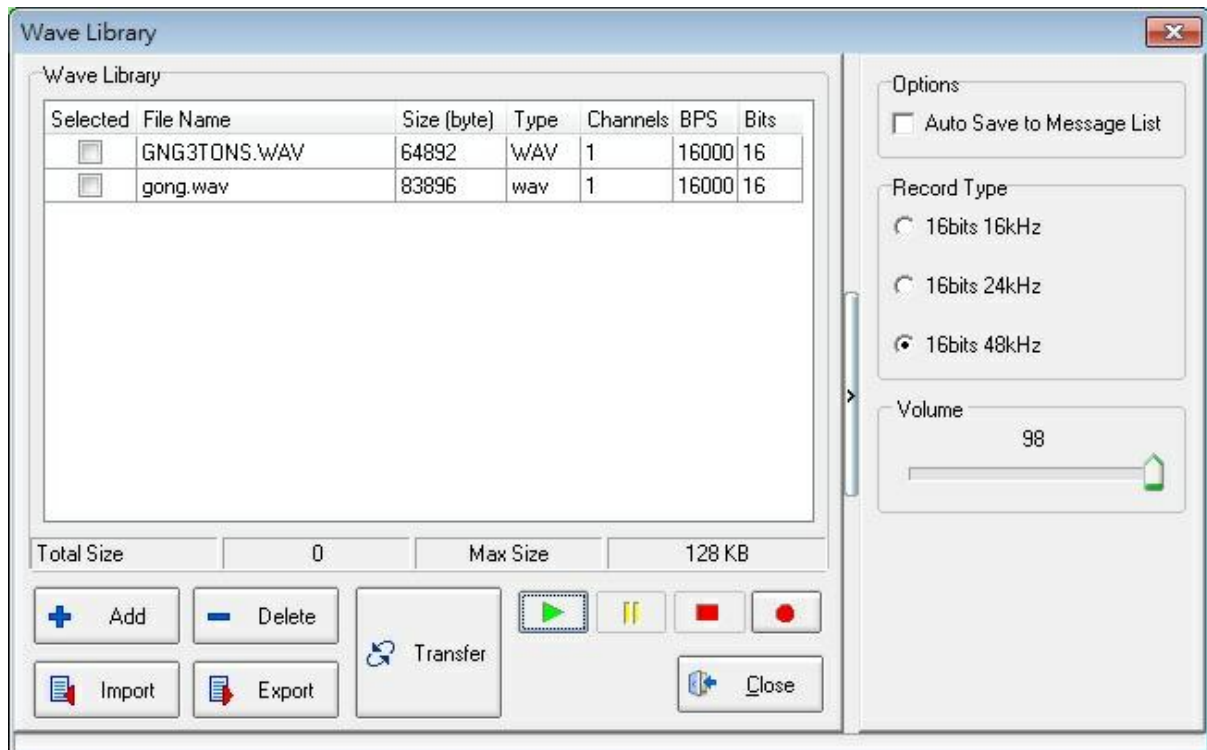 Wave Library
Wave Library
Selected File Name Size (byte) Type Channels BPS Bits
GNG3TONS.WAV 64892 WAV 1 16000 16
gong.wav 83896 wav 1 16000 16
Total Size 0 Max Size 128 KB
Add Delete
Transfer
Import Export
Close
Options
Auto Save to Message List
Record Type
16bits 16kHz
16bits 24kHz
16bits 48kHz
Volume
98